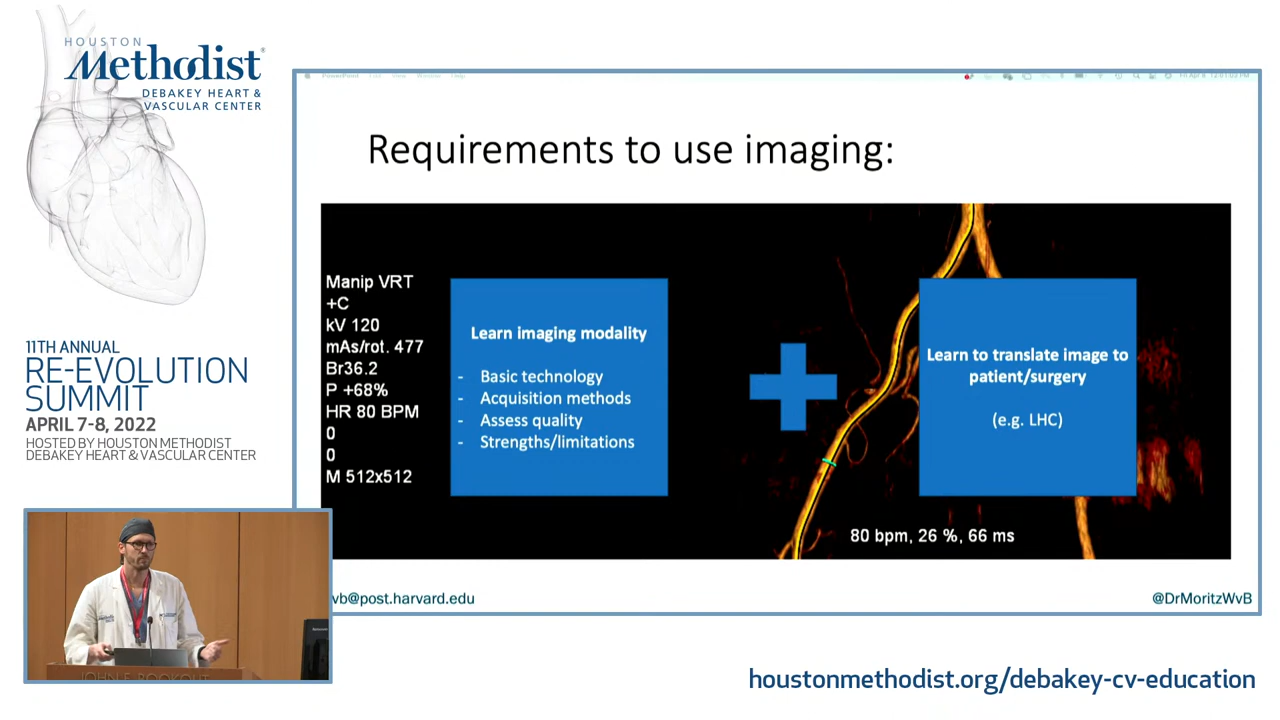 HOUSTON
Methodist
DEBAKEY HEART &
VASCULAR CENTER
11TH ANNUAL
RE-EVOLUTION
SUMMIT
APRIL 7-8, 2022
HOSTED BY HOUSTON METHODIST
DEBAKEY HEART & VASCULAR CENTER
PowerPoint
Requirements to use imaging:
Manip VRT
+C
kV 120
mAs/rot. 477
Br36.2
P +68%
HR 80 BPM
0
0
M 512x512
Learn imaging modality
- Basic technology
- Acquisition methods
- Assess quality
- Strengths/limitations
Learn to translate image to
patient/surgery
(e.g. LHC)
80 bpm, 26 %, 66 ms
vb@post.harvard.edu
@DrMoritzWvB
houstonmethodist.org/debakey-cv-education